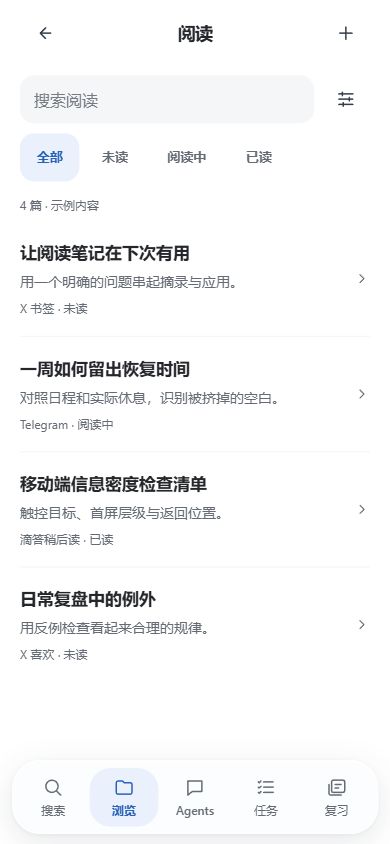 阅读
搜索阅读
全部 未读 阅读中 已读
4 篇 · 示例内容
让阅读笔记在下次有用
用一个明确的问题串起摘录与应用。
X 书签 · 未读
一周如何留出恢复时间
对照日程和实际休息，识别被挤掉的空白。
Telegram · 阅读中
移动端信息密度检查清单
触控目标、首屏层级与返回位置。
滴答稍后读 · 已读
日常复盘中的例外
用反例检查看起来合理的规律。
X 喜欢 · 未读
搜索 浏览 Agents 任务 复习